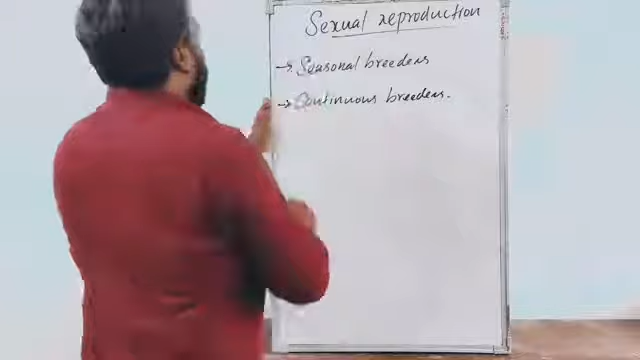 Sexual reproduction
→ Seasonal breeders
→ Continuous breeders.